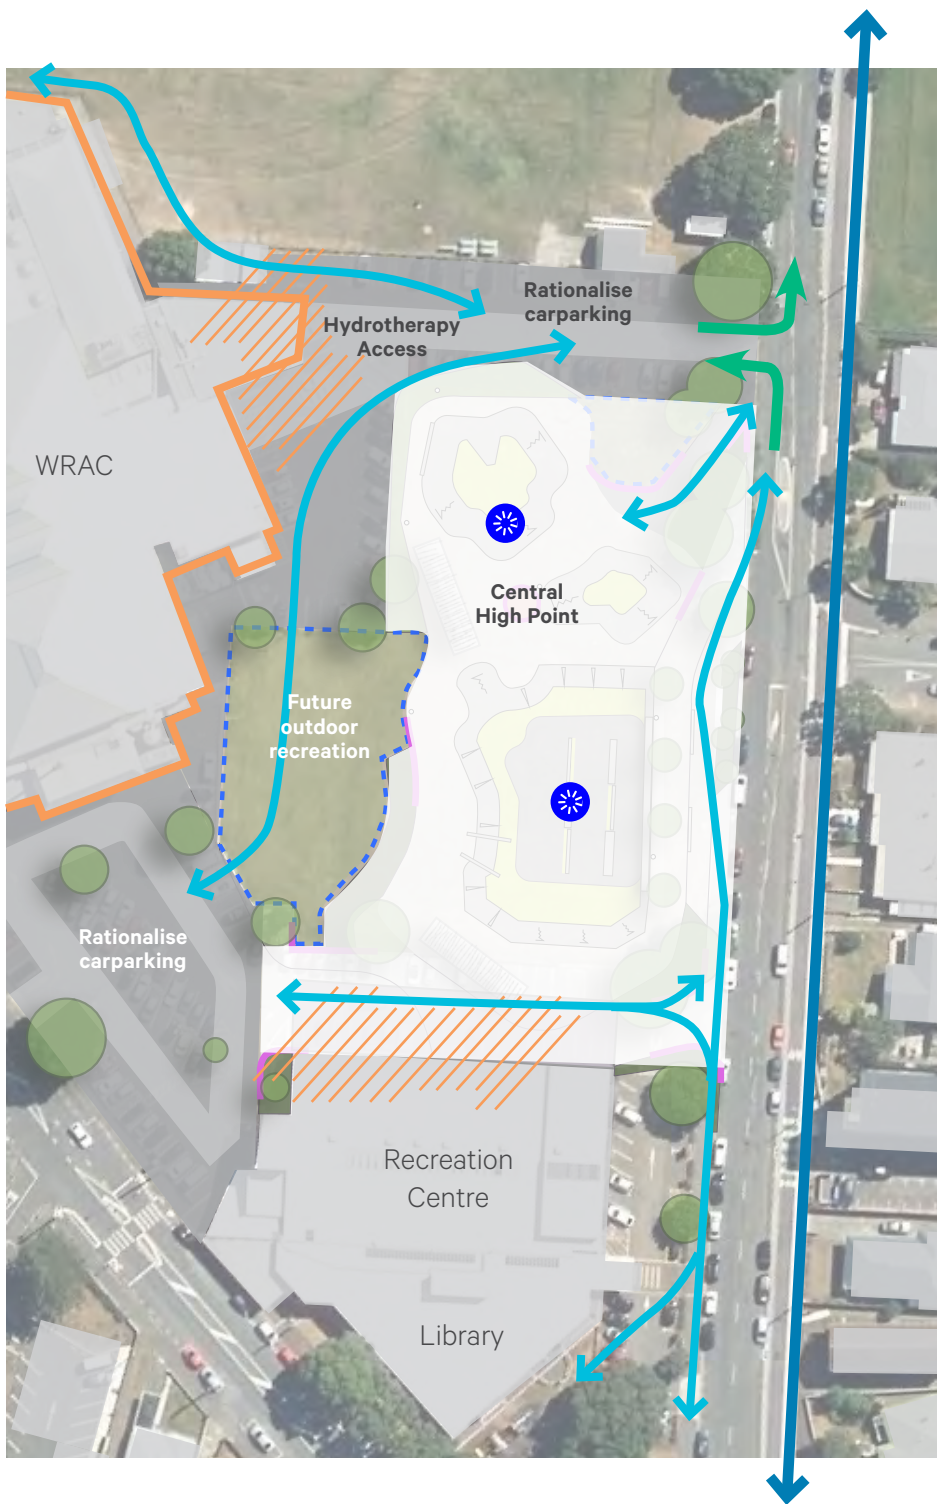 Rationalise
carparking
Hydrotherapy
Access
WRAC
Central
High Point
Future
outdoor
recreation
Rationalise
carparking
Recreation
Centre
Library